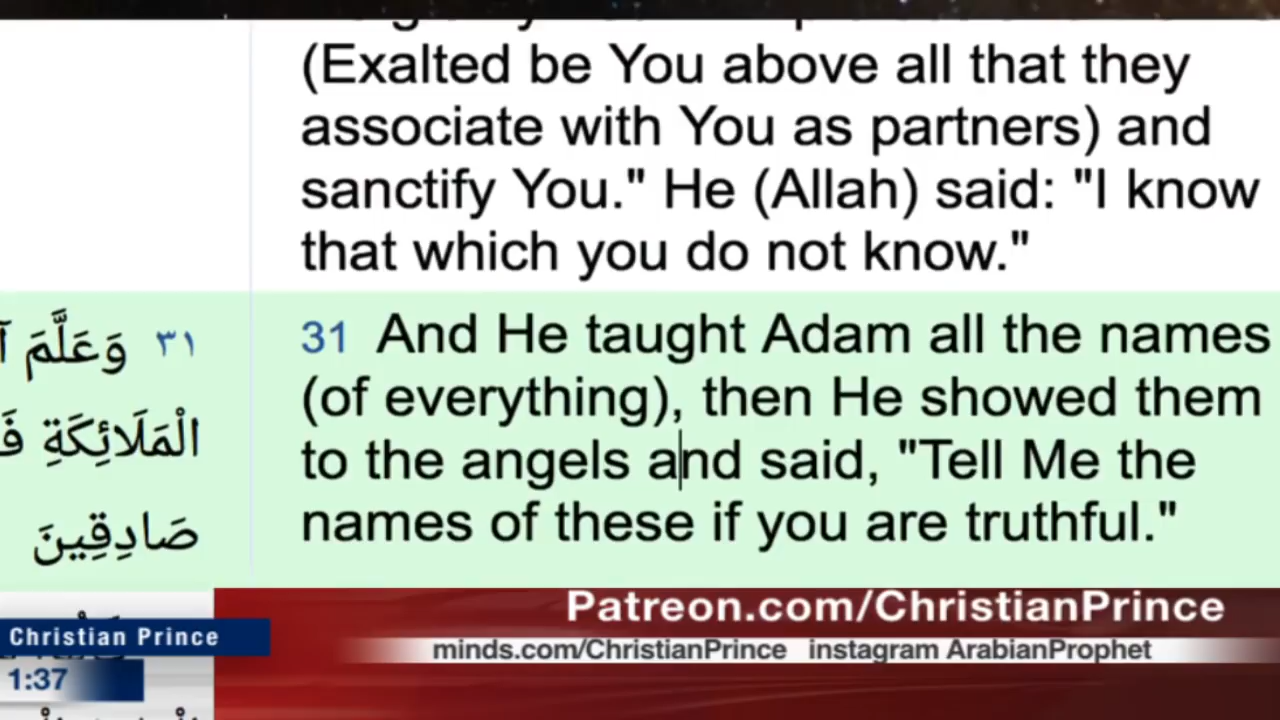 (Exalted be You above all that they
associate with You as partners) and
sanctify You." He (Allah) said: "I know
that which you do not know."
٣١ وَعَلَّمَ
الْمَلَائِكَةِ
صَادِقِينَ
31 And He taught Adam all the names
(of everything), then He showed them
to the angels and said, "Tell Me the
names of these if you are truthful."
Patreon.com/ChristianPrince
Christian Prince
minds.com/ChristianPrince instagram ArabianProphet
1:37